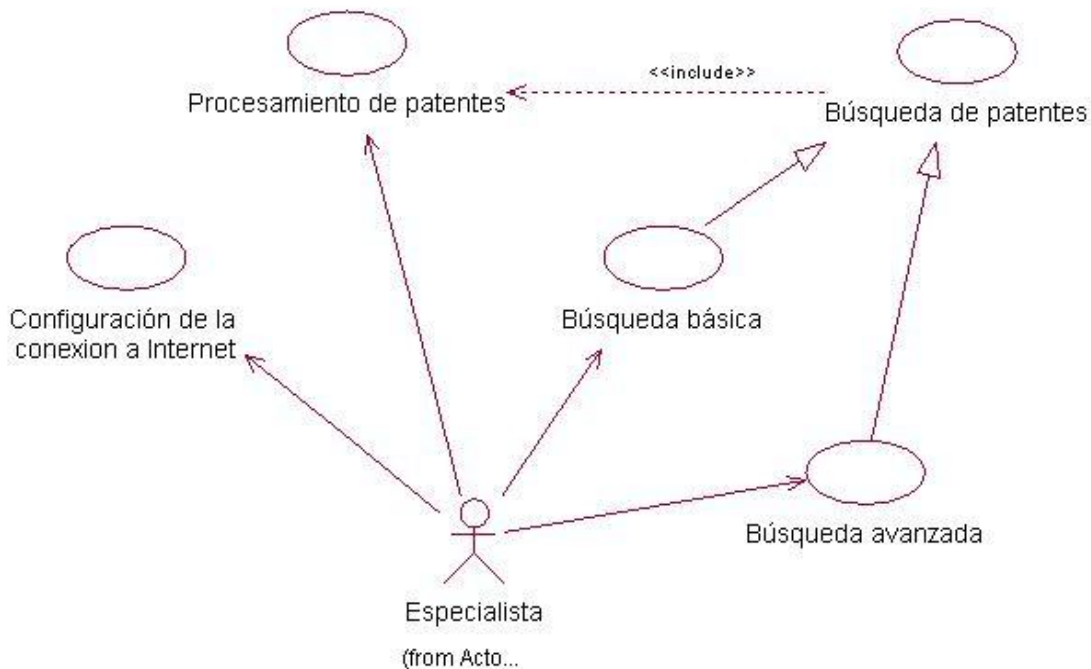 <<include>>
Procesamiento de patentes
Búsqueda de patentes
Configuración de la
conexion a Internet
Búsqueda básica
Búsqueda avanzada
Especialista
(from Acto...